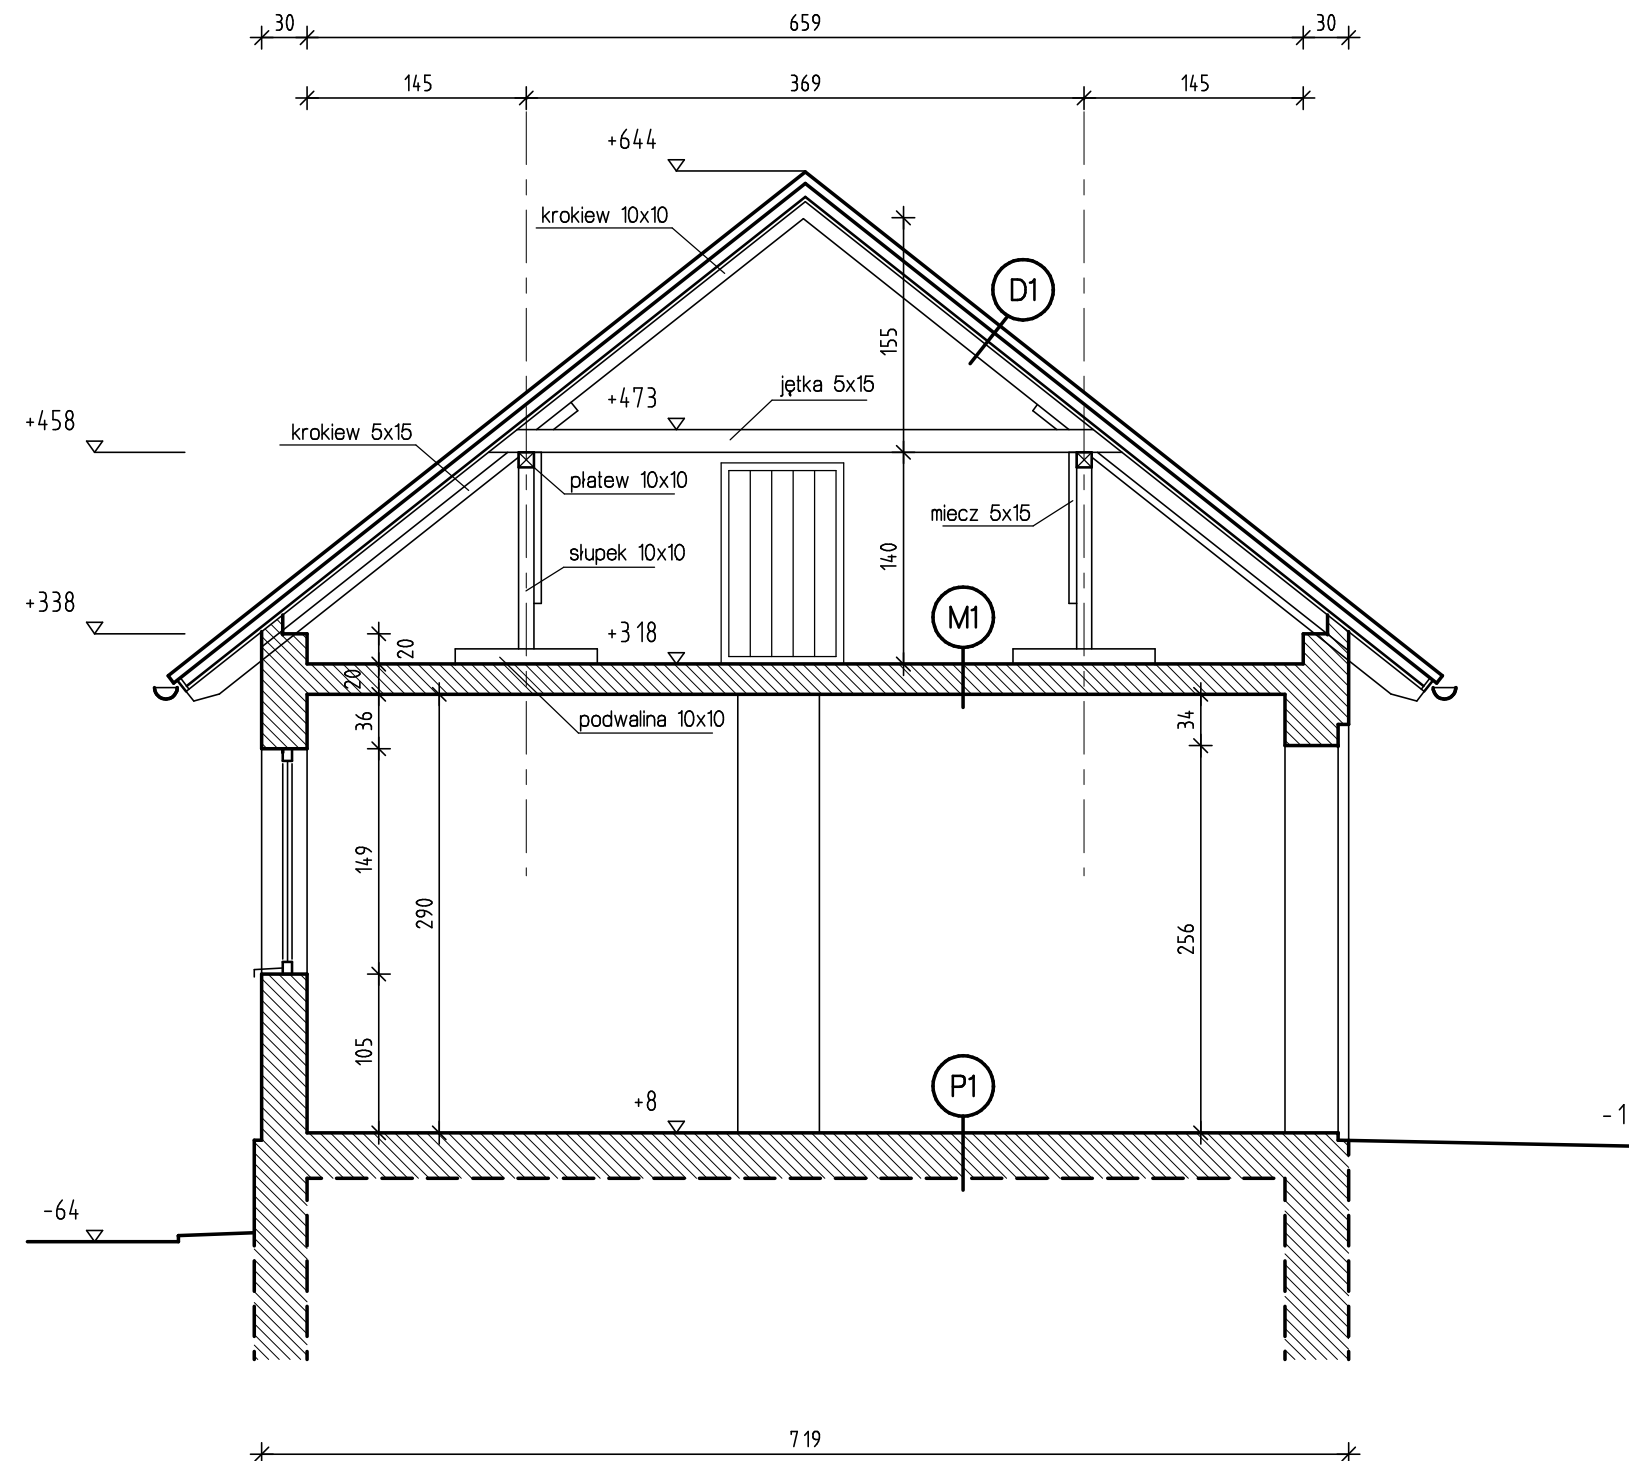 30 659 30
145 369 145
+644
krokiew 10x10
D1
155
jętka 5x15
+473
+458
krokiew 5x15
płatew 10x10
miecz 5x15
słupek 10x10
140
+338
M1
+318
20
20
36
podwalina 10x10
34
149
290
256
105
P1
+8
-1
-64
719